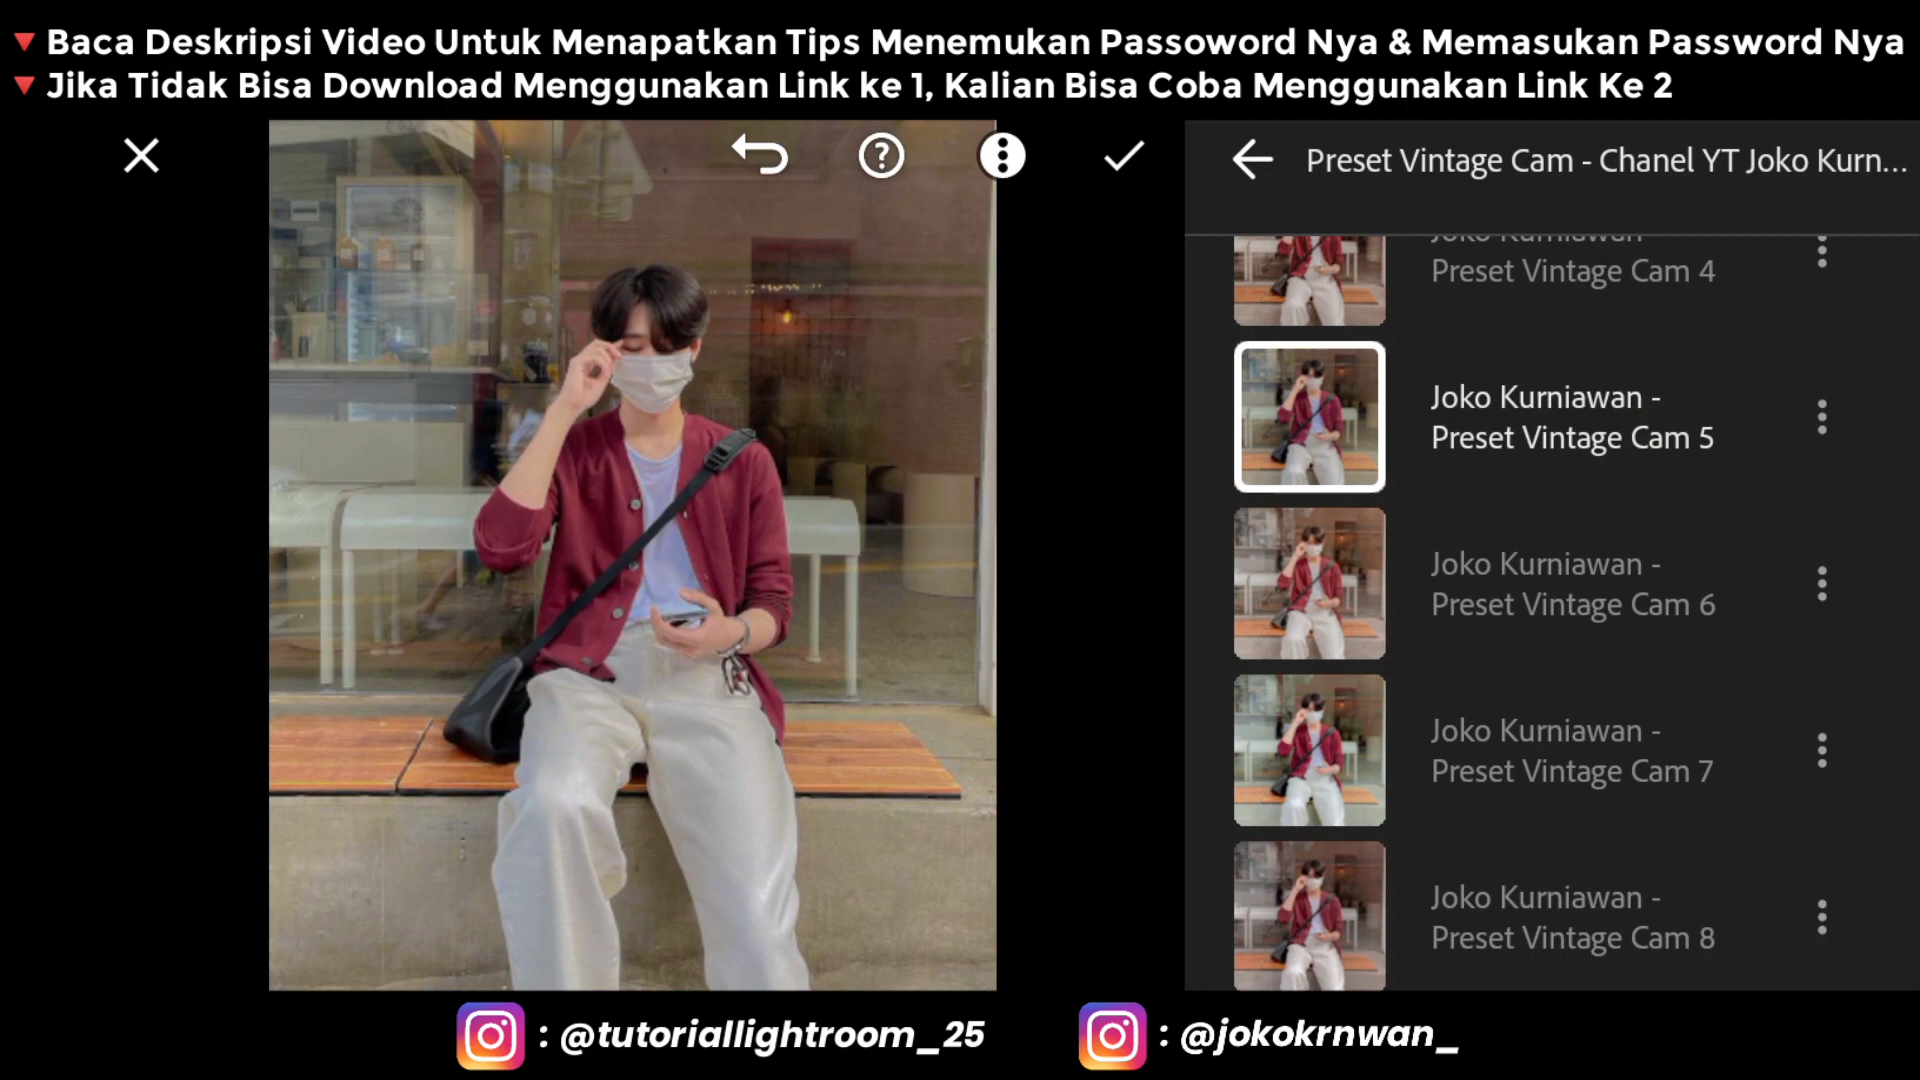 Baca Deskripsi Video Untuk Menapatkan Tips Menemukan Passoword Nya & Memasukan Password Nya
Jika Tidak Bisa Download Menggunakan Link ke 1, Kalian Bisa Coba Menggunakan Link Ke 2
Preset Vintage Cam - Chanel YT Joko Kurn...
Joko Kurniawan -
Preset Vintage Cam 4
Joko Kurniawan -
Preset Vintage Cam 5
Joko Kurniawan -
Preset Vintage Cam 6
Joko Kurniawan -
Preset Vintage Cam 7
Joko Kurniawan -
Preset Vintage Cam 8
: @tutoriallightroom_25
: @jokokrnwan_